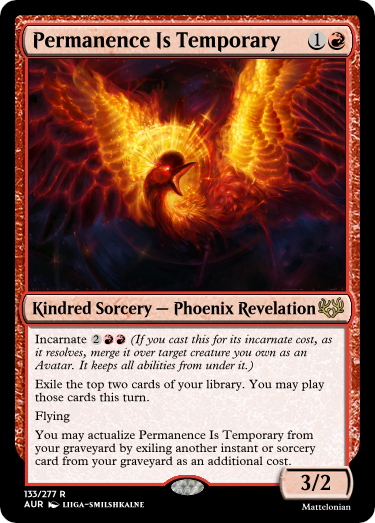 Permanence Is Temporary 1
Kindred Sorcery — Phoenix Revelation
Incarnate 2 (If you cast this for its incarnate cost, as
it resolves, merge it over target creature you own as an
Avatar. It keeps all abilities from under it.)
Exile the top two cards of your library. You may play
those cards this turn.
Flying
You may actualize Permanence Is Temporary from
your graveyard by exiling another instant or sorcery
card from your graveyard as an additional cost.
3/2
133/277 R
AUR LIIGA-SMILSHKALNE
Mattelonian